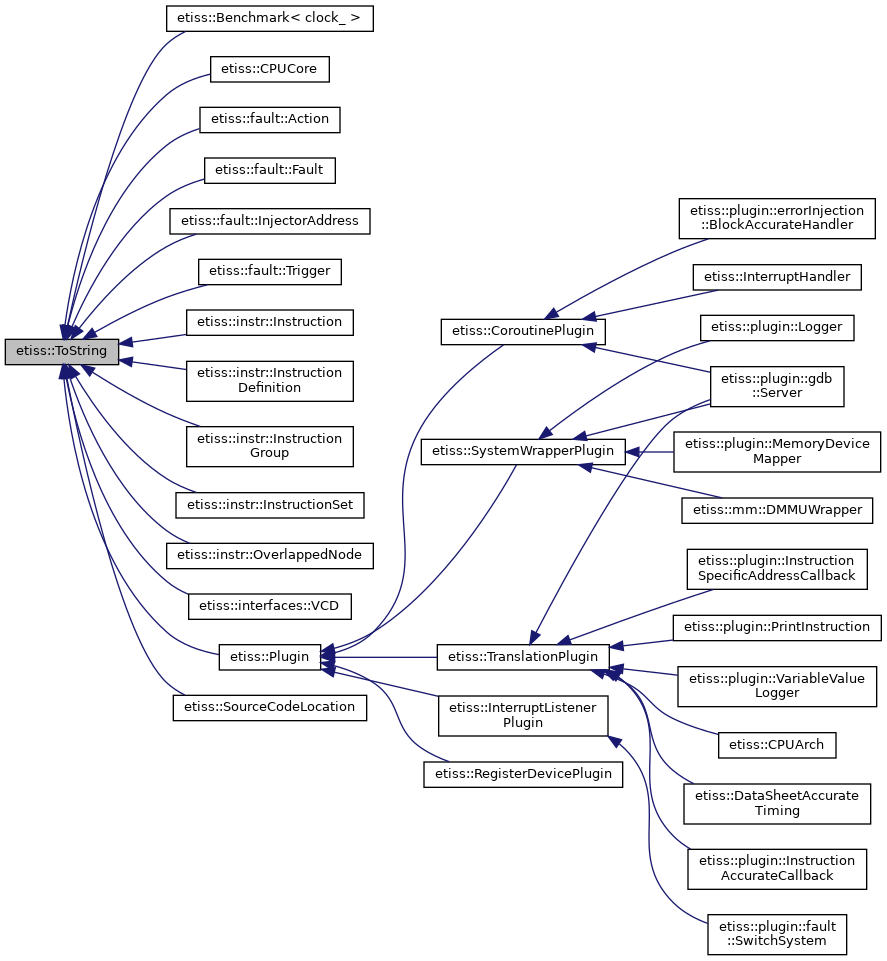 etiss::Benchmark< clock_ >
etiss::CPUCore
etiss::fault::Action
etiss::fault::Fault
etiss::fault::InjectorAddress
etiss::fault::Trigger
etiss::instr::Instruction
etiss::ToString
etiss::instr::Instruction
Definition
etiss::instr::Instruction
Group
etiss::instr::InstructionSet
etiss::instr::OverlappedNode
etiss::interfaces::VCD
etiss::Plugin
etiss::SourceCodeLocation
etiss::CoroutinePlugin
etiss::SystemWrapperPlugin
etiss::TranslationPlugin
etiss::InterruptListener
Plugin
etiss::RegisterDevicePlugin
etiss::plugin::errorInjection
::BlockAccurateHandler
etiss::InterruptHandler
etiss::plugin::Logger
etiss::plugin::gdb
::Server
etiss::plugin::MemoryDevice
Mapper
etiss::mm::DMMUWrapper
etiss::plugin::Instruction
SpecificAddressCallback
etiss::plugin::PrintInstruction
etiss::plugin::VariableValue
Logger
etiss::CPUArch
etiss::DataSheetAccurate
Timing
etiss::plugin::Instruction
AccurateCallback
etiss::plugin::fault
::SwitchSystem